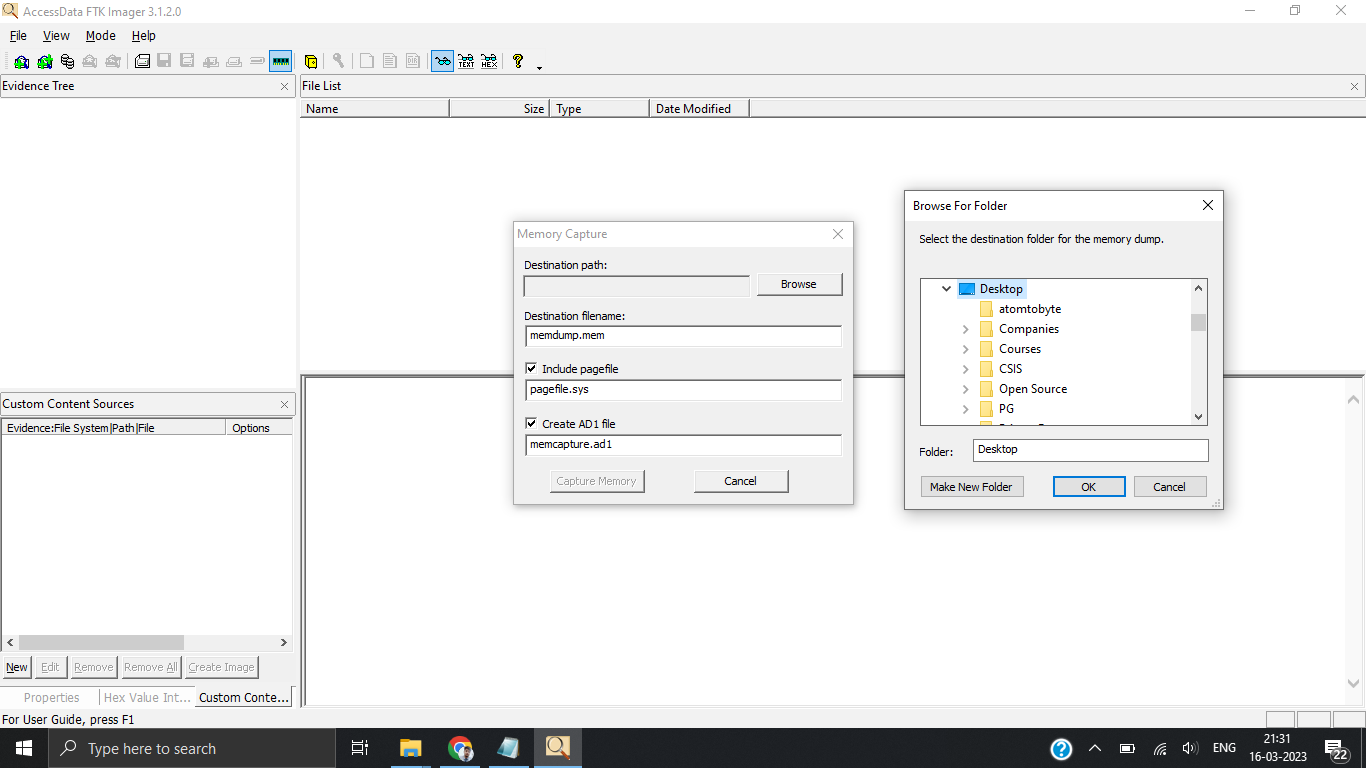 AccessData FTK Imager 3.1.2.0
File View Mode Help
TEXT HEX
Evidence Tree
File List
Name Size Type Date Modified
Custom Content Sources
Evidence:File System|Path|File Options
New Edit Remove Remove All Create Image
Properties Hex Value Int... Custom Conte...
Memory Capture
Destination path:
Browse
Destination filename:
memdump.mem
Include pagefile
pagefile.sys
Create AD1 file
memcapture.ad1
Capture Memory Cancel
Browse For Folder
Select the destination folder for the memory dump.
Desktop
atomtobyte
Companies
Courses
CSIS
Open Source
PG
Folder: Desktop
Make New Folder OK Cancel
For User Guide, press F1
Type here to search
ENG
21:31
16-03-2023
22